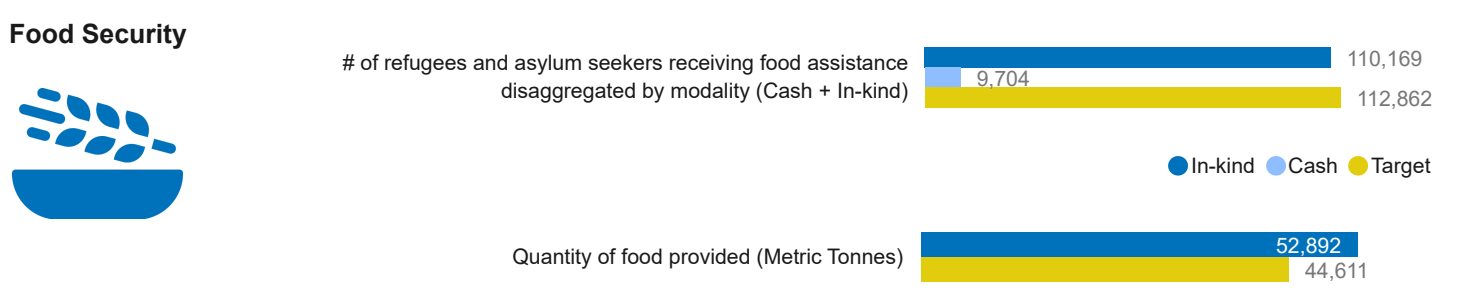 Food Security
# of refugees and asylum seekers receiving food assistance
disaggregated by modality (Cash + In-kind)
110,169
9,704
112,862
In-kind Cash Target
Quantity of food provided (Metric Tonnes)
52,892
44,611